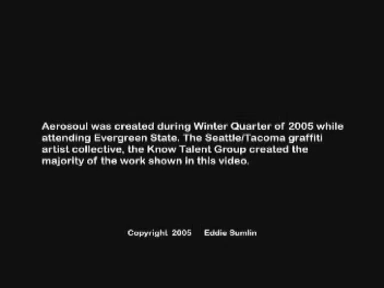 Aerosoul was created during Winter Quarter of 2005 while
attending Evergreen State. The Seattle/Tacoma graffiti
artist collective, the Know Talent Group created the
majority of the work shown in this video.
Copyright 2005 Eddie Sumlin